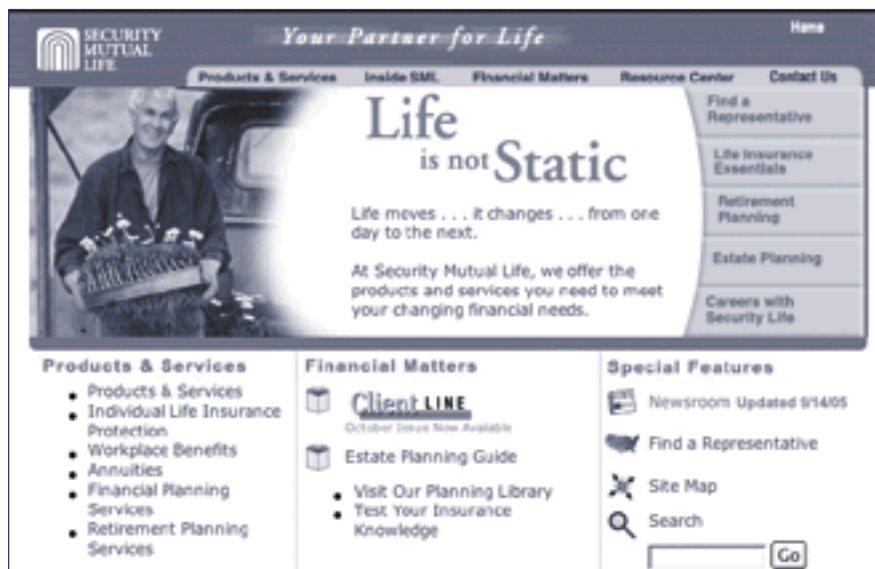 SECURITY
MUTUAL
LIFE
Your Partner for Life
Home
Products & Services
Inside SML
Financial Matters
Resource Center
Contact Us
Life
is not Static
Life moves . . . it changes . . . from one
day to the next.
At Security Mutual Life, we offer the
products and services you need to meet
your changing financial needs.
Find a
Representative
Life Insurance
Essentials
Retirement
Planning
Estate Planning
Careers with
Security Life
Products & Services
Products & Services
Individual Life Insurance
Protection
Workplace Benefits
Annuities
Financial Planning
Services
Retirement Planning
Services
Financial Matters
Client LINE
October Issue Now Available
Estate Planning Guide
Visit Our Planning Library
Test Your Insurance
Knowledge
Special Features
Newsroom Updated 9/14/05
Find a Representative
Site Map
Search
Go